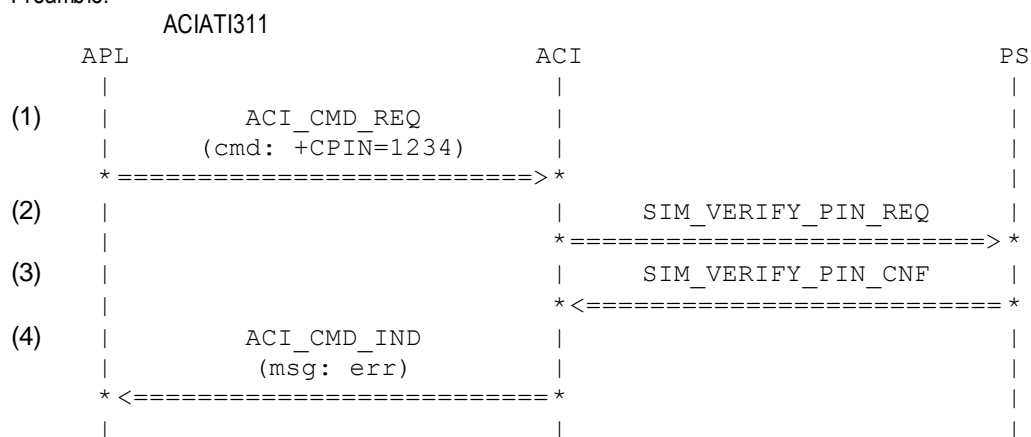 Preamble:
ACIATI311
APL ACI PS
| | |
(1) | ACI_CMD_REQ | |
| (cmd: +CPIN=1234) | |
*==========================>* |
(2) | | SIM_VERIFY_PIN_REQ |
| *==========================>*
(3) | | SIM_VERIFY_PIN_CNF |
| *<==========================*
(4) | ACI_CMD_IND | |
| (msg: err) | |
*<==========================* |
| | |